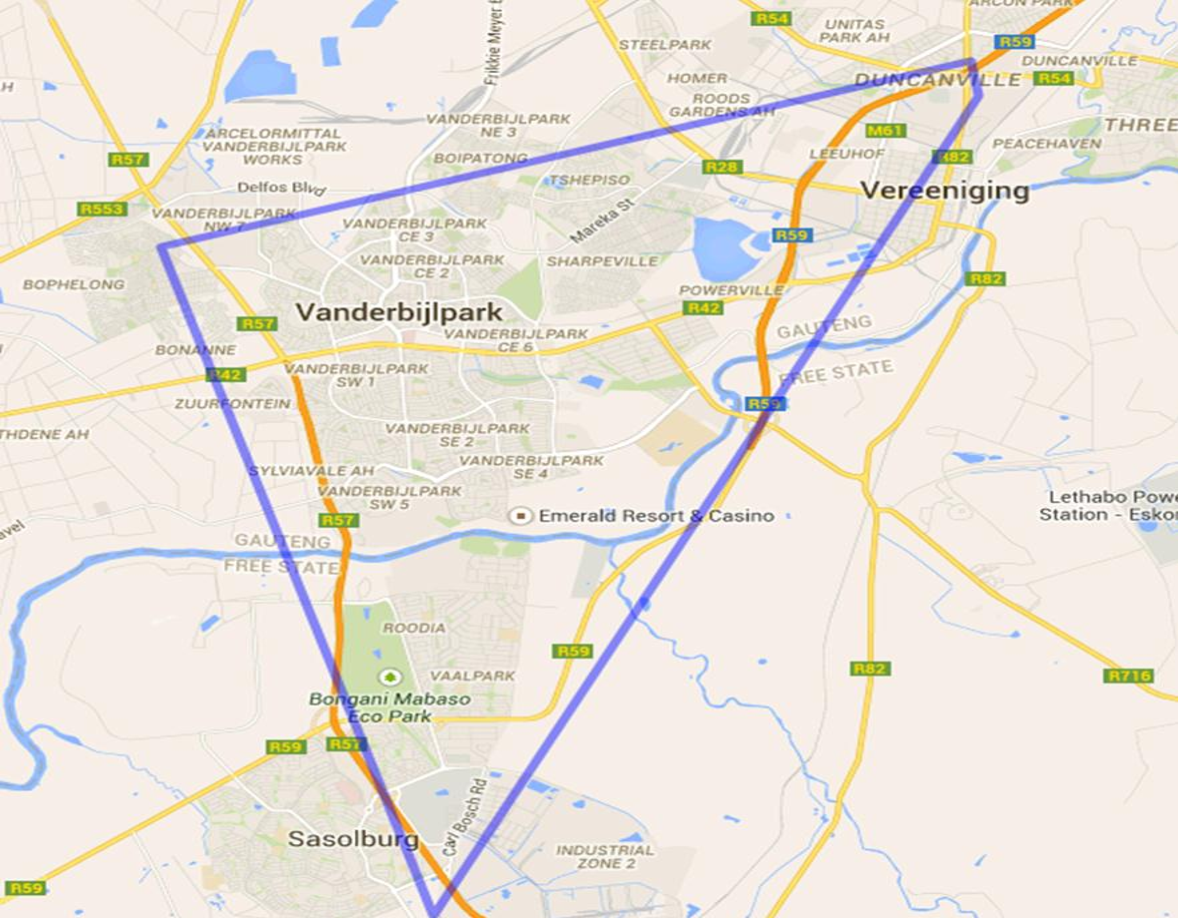 ARCON PARK
R54
UNITAS
PARK AH
Frikkie Meyer B
STEELPARK
R59
DUNCANVILLE
HOMER
DUNCANVILLE
R54
H
ROODS
GARDENS AH
VANDERBIJLPARK
NE 3
M61
THREE
ARCELORMITTAL
VANDERBIJLPARK
WORKS
PEACEHAVEN
R57
BOIPATONG
LEEUHOF
R82
R28
TSHEPISO
Delfos Blvd
Vereeniging
R553
VANDERBIJLPARK
NW 7
Mareka St
VANDERBIJLPARK
CE 3
R59
VANDERBIJLPARK
CE 2
SHARPEVILLE
BOPHELONG
POWERVILLE
R82
R42
Vanderbijlpark
R57
GAUTENG
VANDERBIJLPARK
CE 6
BONANNE
R42
VANDERBIJLPARK
SW 1
FREE STATE
ZUURFONTEIN
R59
THDENE AH
VANDERBIJLPARK
SE 2
SYLVIAVALE AH
VANDERBIJLPARK
SE 4
VANDERBIJLPARK
SW 5
Lethabo Powe
Station - Eskor
avel
R57
Emerald Resort & Casino
GAUTENG
FREE STATE
ROODIA
R59
R82
VAALPARK
R716
Bongani Mabaso
Eco Park
R59
R57
Carl Bosch Rd
Sasolburg
INDUSTRIAL
ZONE 2
R59